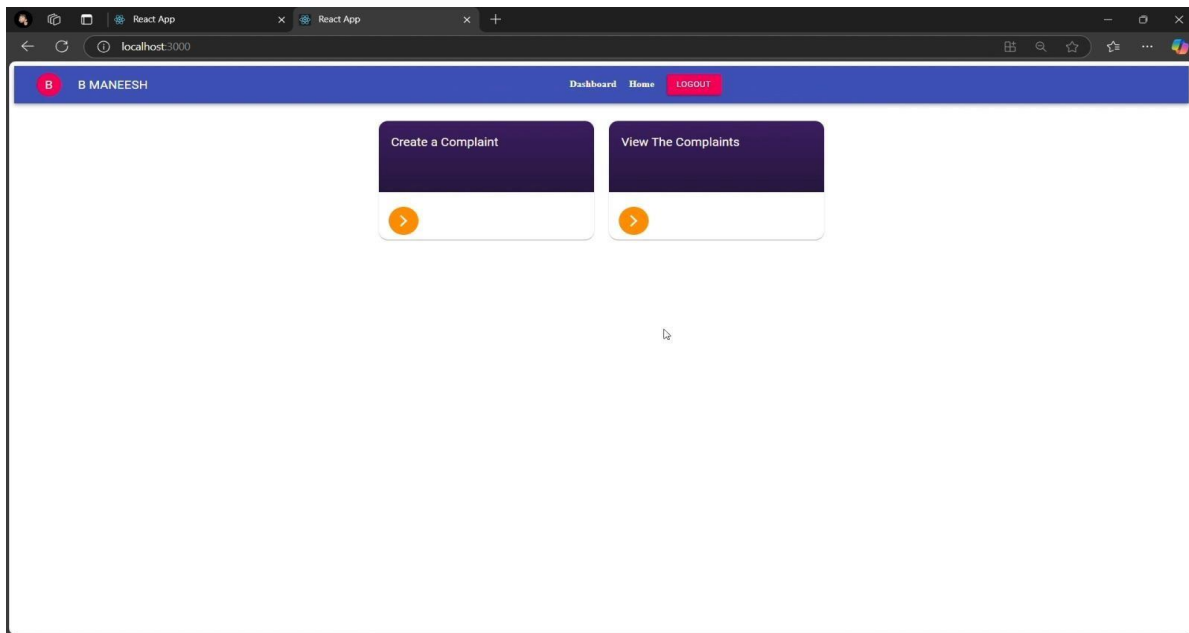 React App
React App
localhost:3000
B
B MANEESH
Dashboard
Home
LOGOUT
Create a Complaint
View The Complaints